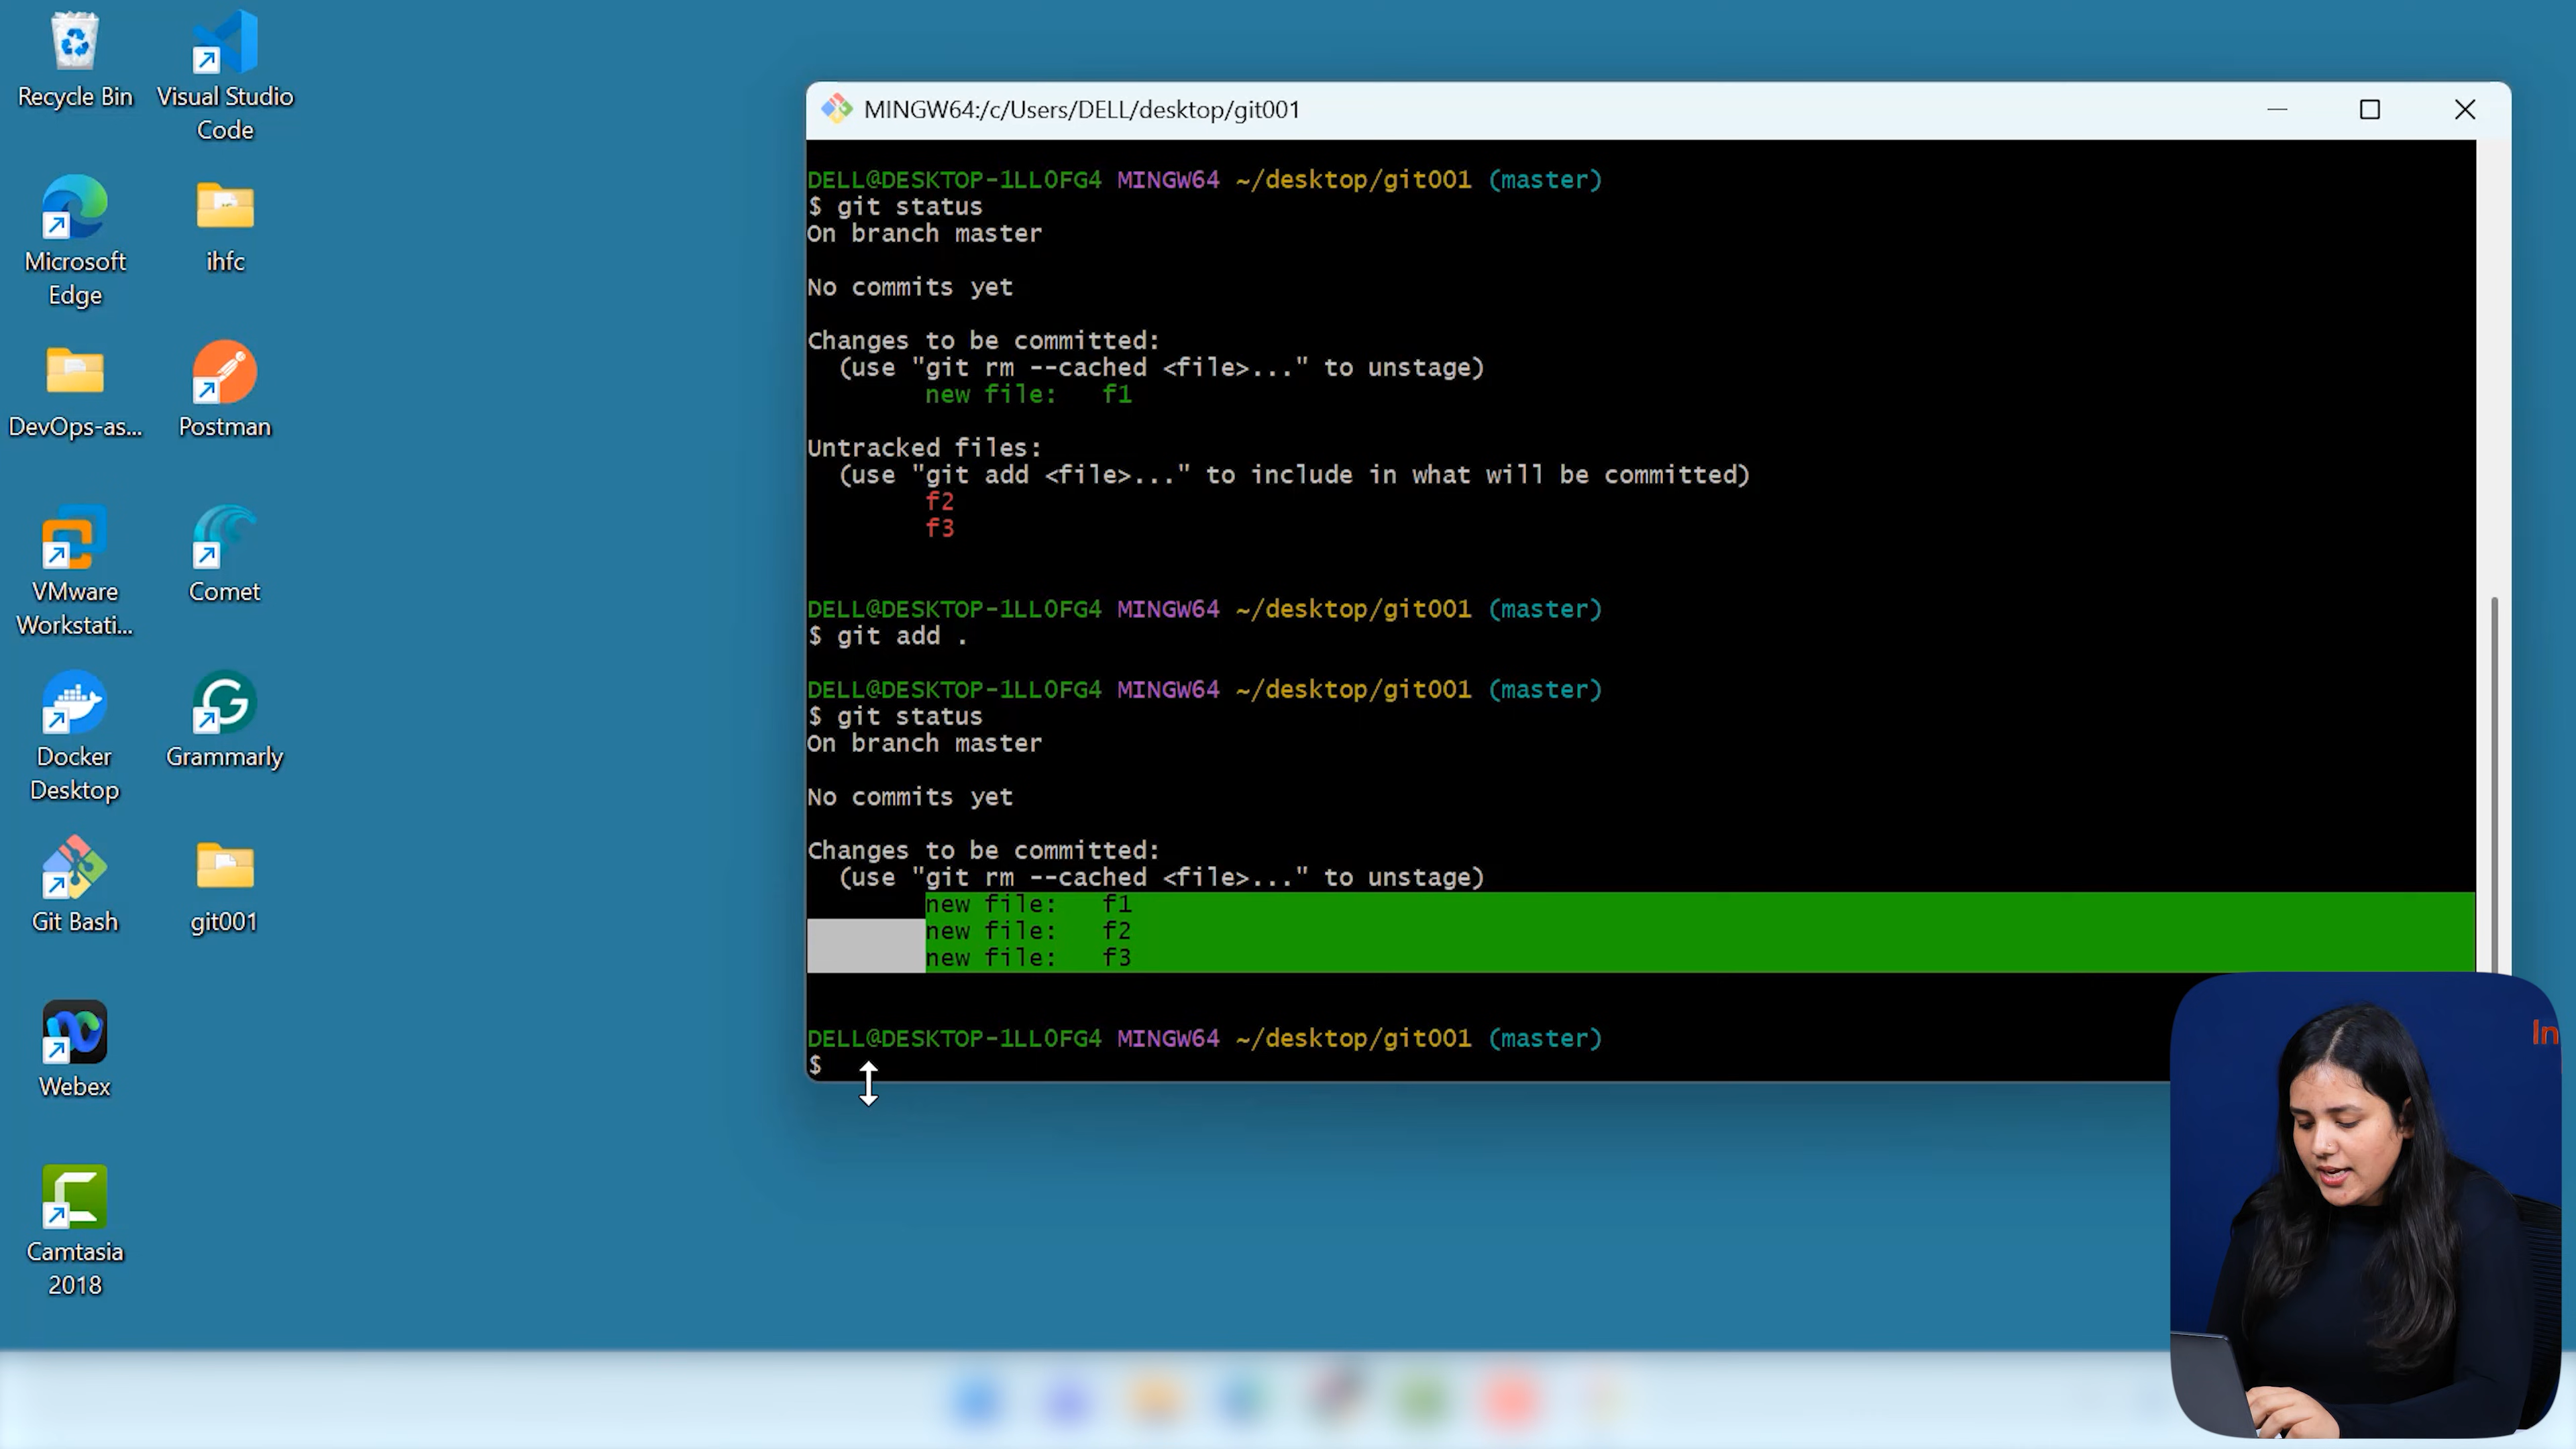 Recycle Bin
Visual Studio
Code
Microsoft
Edge
ihfc
DevOps-as...
Postman
VMware
Workstati...
Comet
Docker
Desktop
Grammarly
Git Bash
git001
Webex
Camtasia
2018
MINGW64:/c/Users/DELL/desktop/git001
DELL@DESKTOP-1LL0FG4 MINGW64 ~/desktop/git001 (master)
$ git status
On branch master
No commits yet
Changes to be committed:
(use "git rm --cached <file>..." to unstage)
new file: f1
Untracked files:
(use "git add <file>..." to include in what will be committed)
f2
f3
DELL@DESKTOP-1LL0FG4 MINGW64 ~/desktop/git001 (master)
$ git add .
DELL@DESKTOP-1LL0FG4 MINGW64 ~/desktop/git001 (master)
$ git status
On branch master
No commits yet
Changes to be committed:
(use "git rm --cached <file>..." to unstage)
new file: f1
new file: f2
new file: f3
DELL@DESKTOP-1LL0FG4 MINGW64 ~/desktop/git001 (master)
$
In